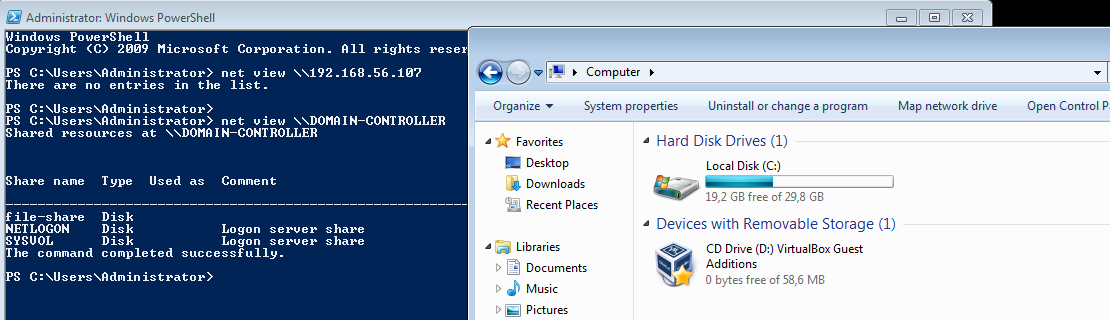 Administrator: Windows PowerShell
Windows PowerShell
Copyright (C) 2009 Microsoft Corporation. All rights reser
PS C:\Users\Administrator> net view \\192.168.56.107
There are no entries in the list.
PS C:\Users\Administrator>
PS C:\Users\Administrator> net view \\DOMAIN-CONTROLLER
Shared resources at \\DOMAIN-CONTROLLER
Share name  Type  Used as  Comment
-------------------------------------------------------------------------------
file-share  Disk
NETLOGON    Disk           Logon server share
SYSVOL      Disk           Logon server share
The command completed successfully.
PS C:\Users\Administrator>
Computer
Organize
System properties
Uninstall or change a program
Map network drive
Open Control P
Favorites
Desktop
Downloads
Recent Places
Libraries
Documents
Music
Pictures
Hard Disk Drives (1)
Local Disk (C:)
19,2 GB free of 29,8 GB
Devices with Removable Storage (1)
CD Drive (D:) VirtualBox Guest
Additions
0 bytes free of 58,6 MB